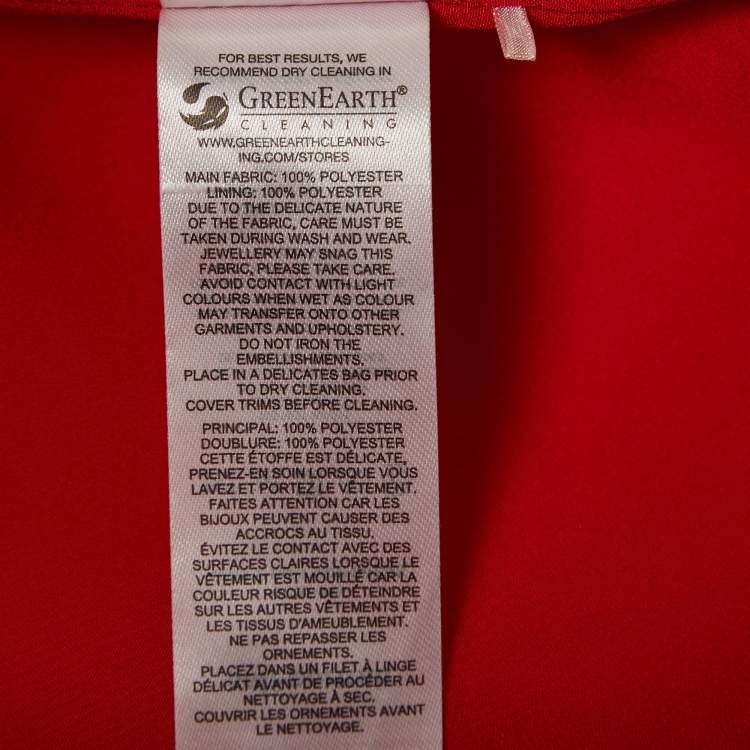 FOR BEST RESULTS, WE
RECOMMEND DRY CLEANING IN
GREENEARTH®
CLEANING
WWW.GREENEARTHCLEANING-
ING.COM/STORES
MAIN FABRIC: 100% POLYESTER
LINING: 100% POLYESTER
DUE TO THE DELICATE NATURE
OF THE FABRIC, CARE MUST BE
TAKEN DURING WASH AND WEAR.
JEWELLERY MAY SNAG THIS
FABRIC, PLEASE TAKE CARE.
AVOID CONTACT WITH LIGHT
COLOURS WHEN WET AS COLOUR
MAY TRANSFER ONTO OTHER
GARMENTS AND UPHOLSTERY.
DO NOT IRON THE
EMBELLISHMENTS.
PLACE IN A DELICATES BAG PRIOR
TO DRY CLEANING.
COVER TRIMS BEFORE CLEANING.
PRINCIPAL: 100% POLYESTER
DOUBLURE: 100% POLYESTER
CETTE ÉTOFFE EST DÉLICATE,
PRENEZ-EN SOIN LORSQUE VOUS
LAVEZ ET PORTEZ LE VÊTEMENT.
FAITES ATTENTION CAR LES
BIJOUX PEUVENT CAUSER DES
ACCROCS AU TISSU.
ÉVITEZ LE CONTACT AVEC DES
SURFACES CLAIRES LORSQUE LE
VÊTEMENT EST MOUILLÉ CAR LA
COULEUR RISQUE DE DÉTEINDRE
SUR LES AUTRES VÊTEMENTS ET
LES TISSUS D'AMEUBLEMENT.
NE PAS REPASSER LES
ORNEMENTS.
PLACEZ DANS UN FILET À LINGE
DÉLICAT AVANT DE PROCÉDER AU
NETTOYAGE À SEC.
COUVRIR LES ORNEMENTS AVANT
LE NETTOYAGE.